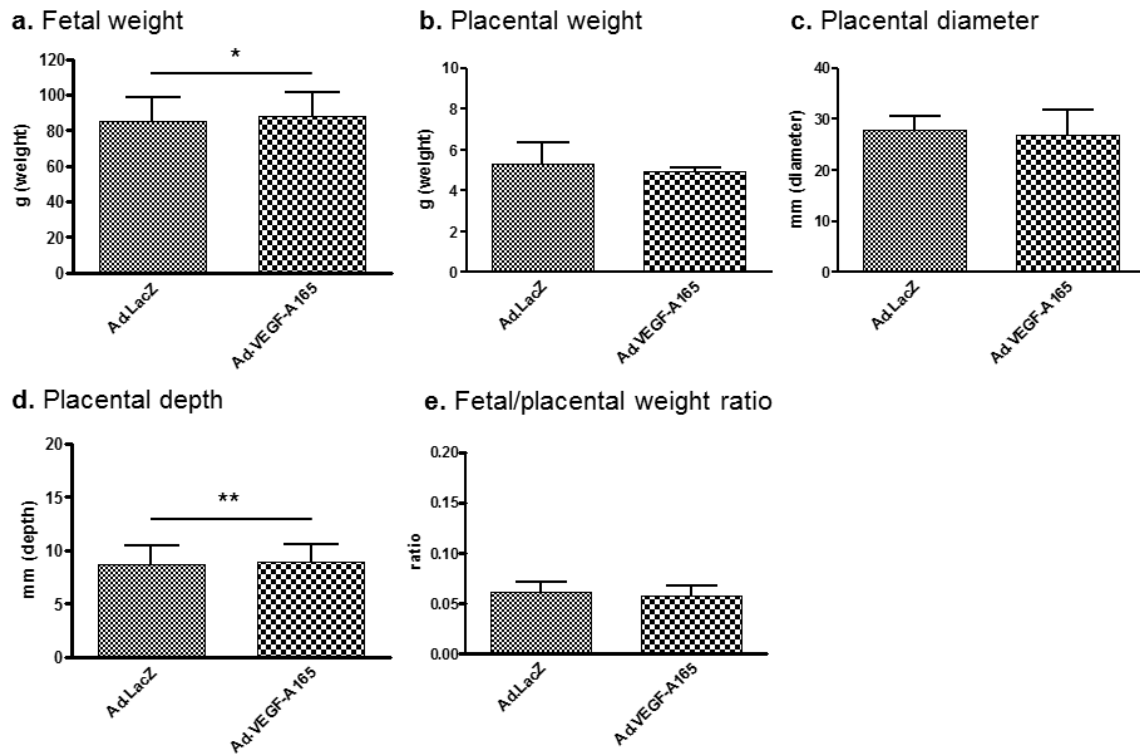 a. Fetal weight
*
120
100
80
60
40
20
0
g (weight)
Ad.LacZ
Ad.VEGF-A165
b. Placental weight
10
8
6
4
2
0
g (weight)
Ad.LacZ
Ad.VEGF-A165
c. Placental diameter
40
30
20
10
0
mm (diameter)
Ad.LacZ
Ad.VEGF-A165
d. Placental depth
**
20
15
10
5
0
mm (depth)
Ad.LacZ
Ad.VEGF-A165
e. Fetal/placental weight ratio
0.20
0.15
0.10
0.05
0.00
ratio
Ad.LacZ
Ad.VEGF-A165